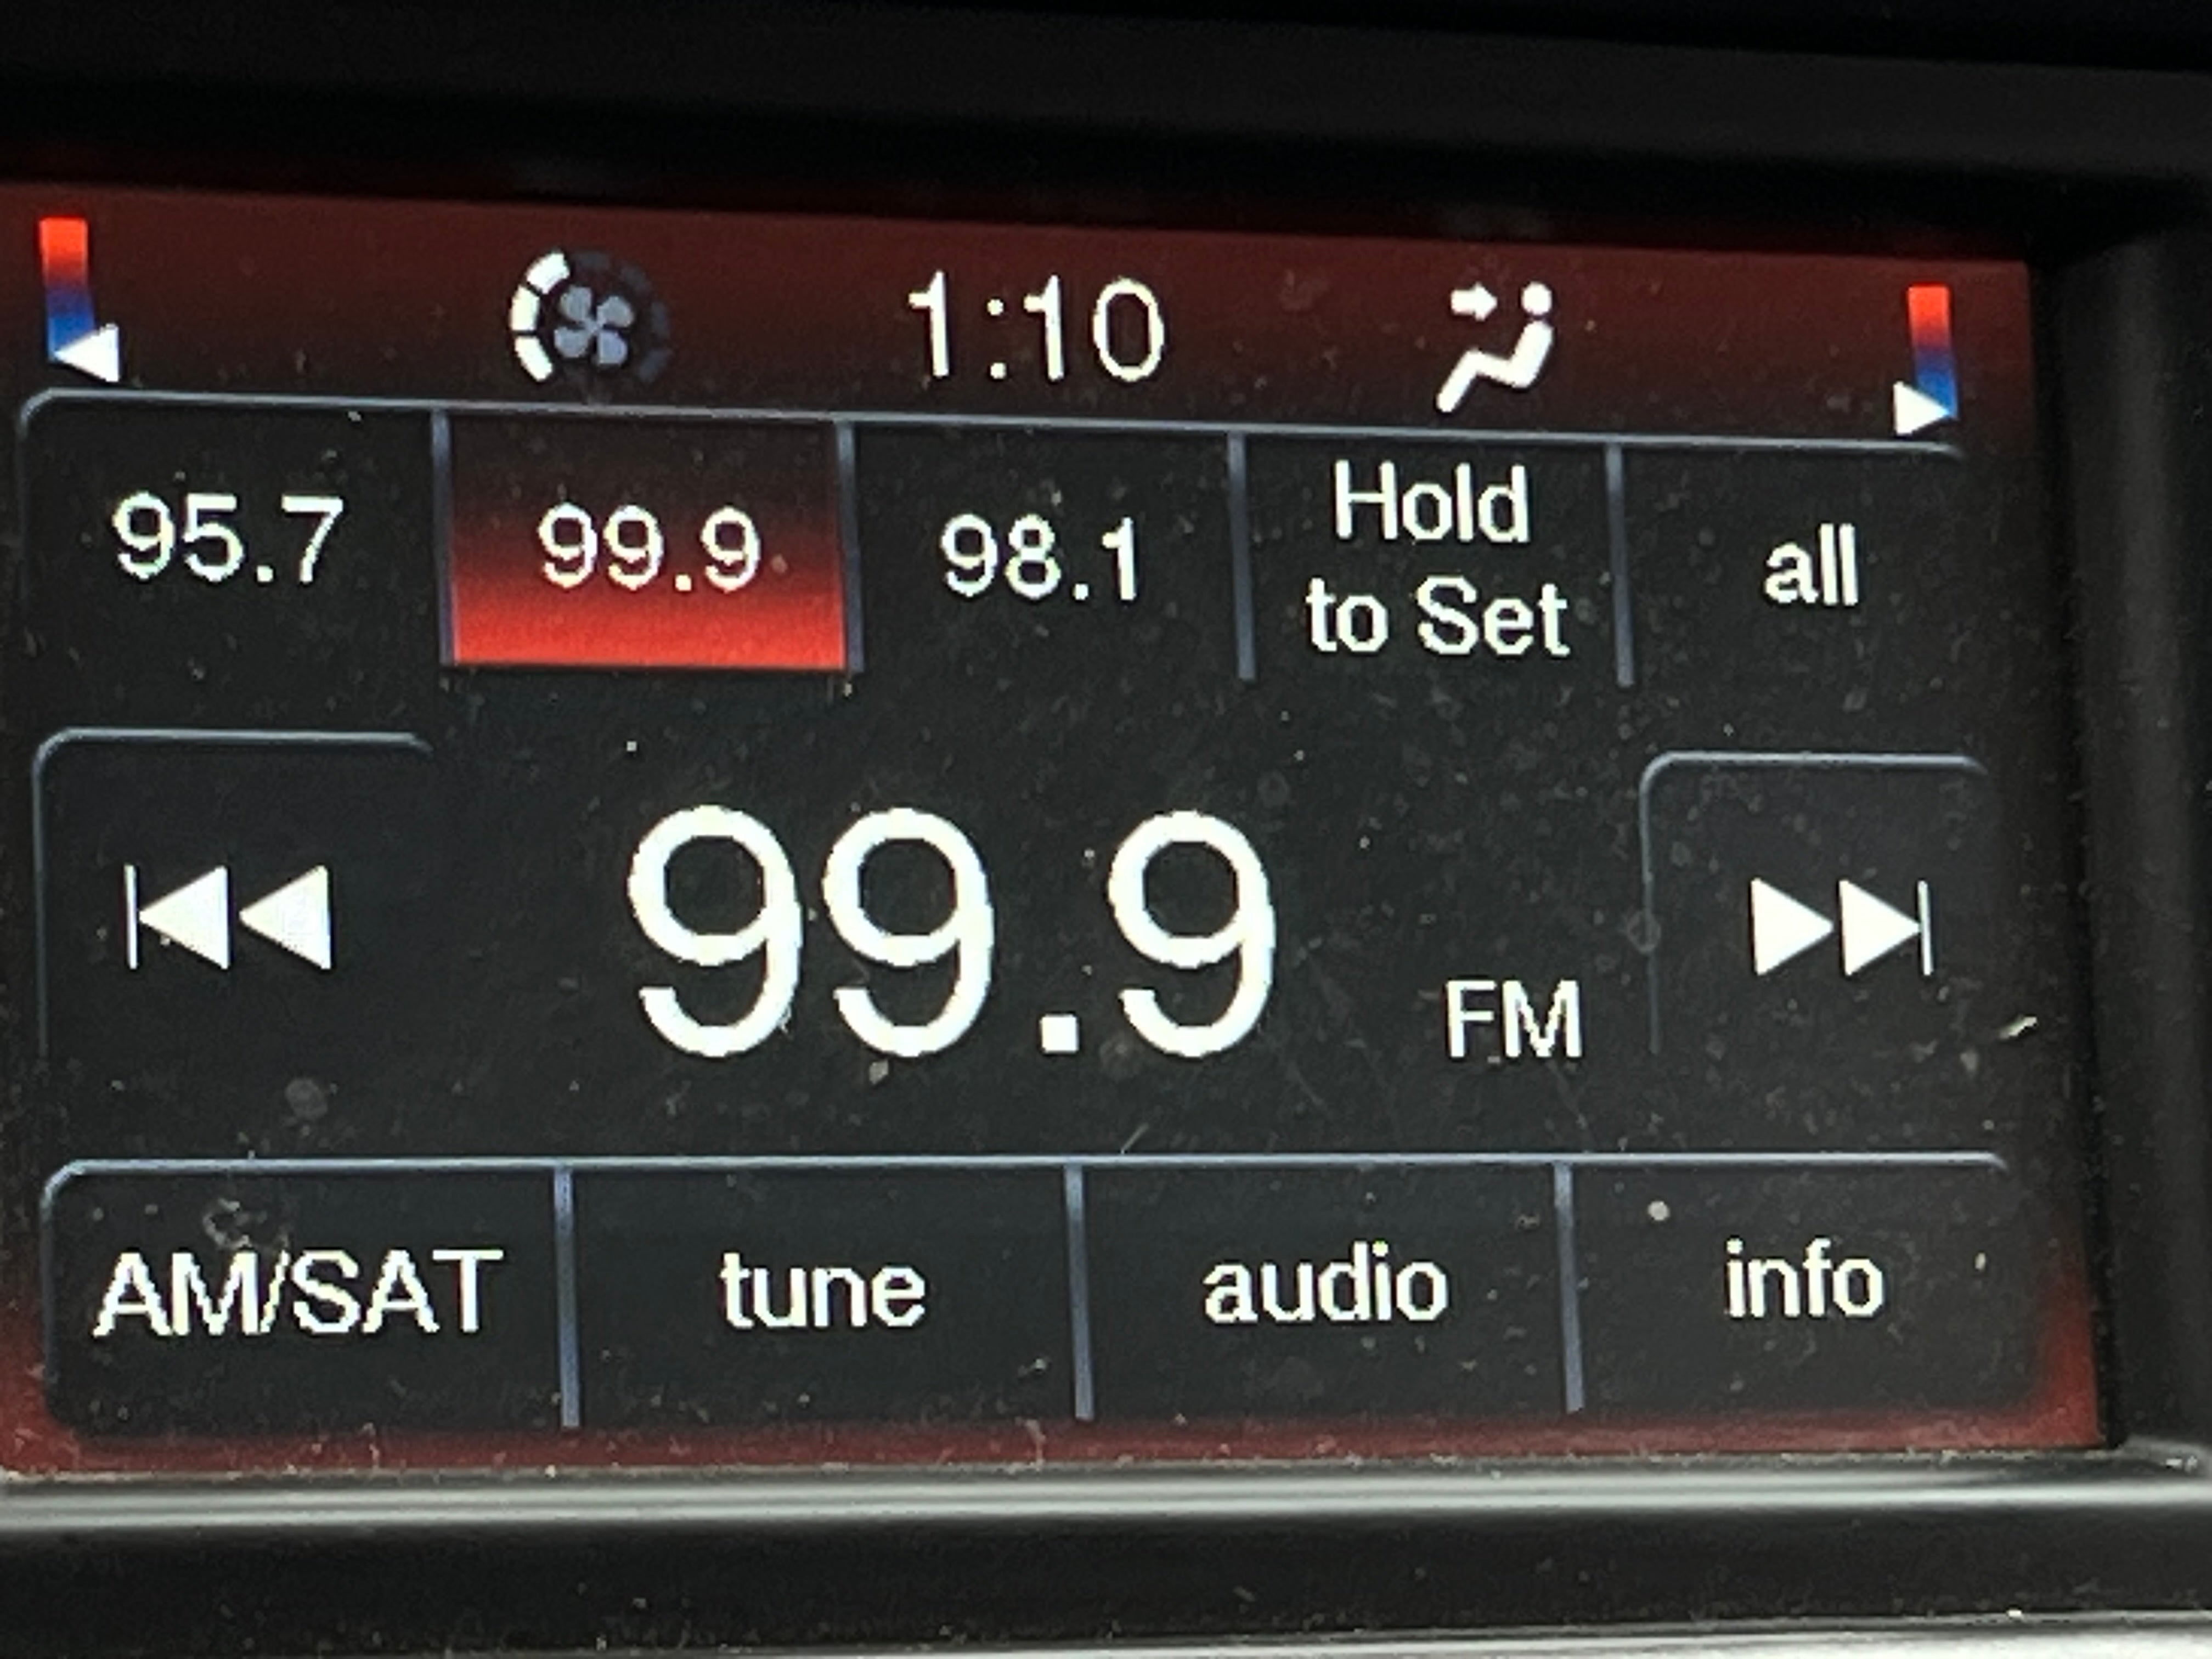 1:10
95.7 99.9 98.1 Hold to Set all
99.9 FM
AM/SAT tune audio info